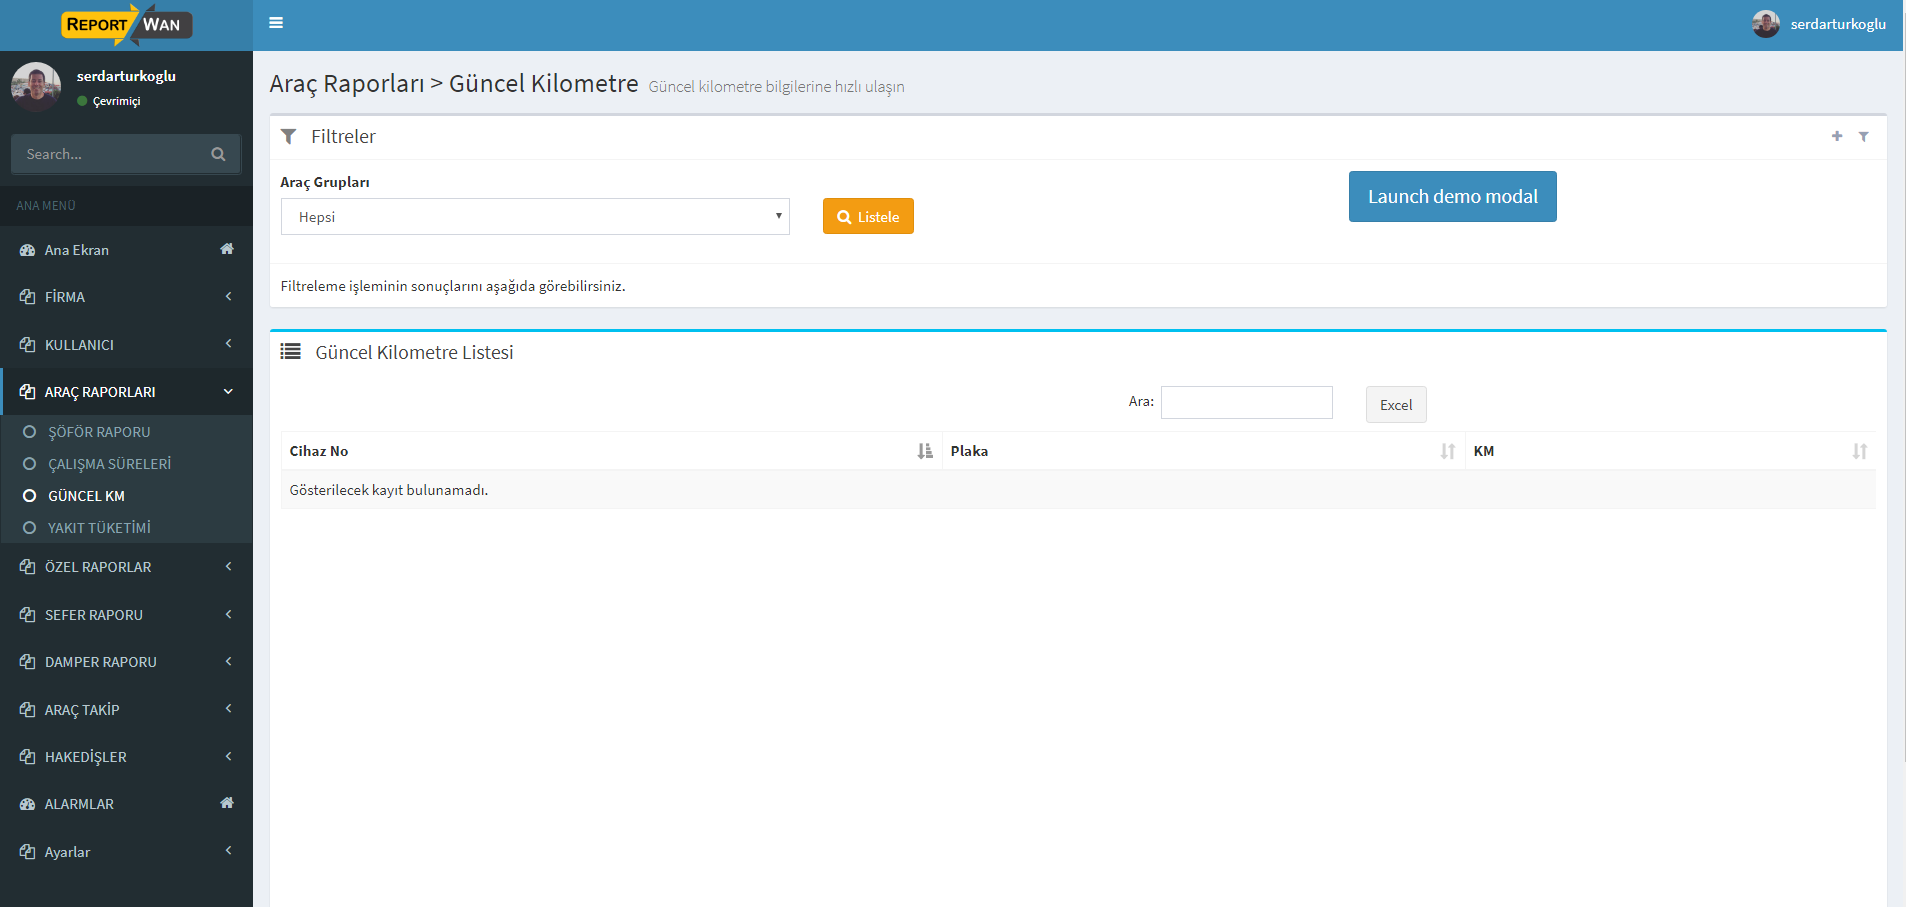 REPORT WAN
serdarturkoglu
serdarturkoglu
Çevrimiçi
Search...
ANA MENÜ
Ana Ekran
FİRMA
KULLANICI
ARAÇ RAPORLARI
ŞÖFÖR RAPORU
ÇALIŞMA SÜRELERİ
GÜNCEL KM
YAKIT TÜKETİMİ
ÖZEL RAPORLAR
SEFER RAPORU
DAMPER RAPORU
ARAÇ TAKİP
HAKEDİŞLER
ALARMLAR
Ayarlar
Araç Raporları > Güncel Kilometre Güncel kilometre bilgilerine hızlı ulaşın
Filtreler
Araç Grupları
Hepsi
Listele
Launch demo modal
Filtreleme işleminin sonuçlarını aşağıda görebilirsiniz.
Güncel Kilometre Listesi
Ara:
Excel
Cihaz No Plaka KM
Gösterilecek kayıt bulunamadı.